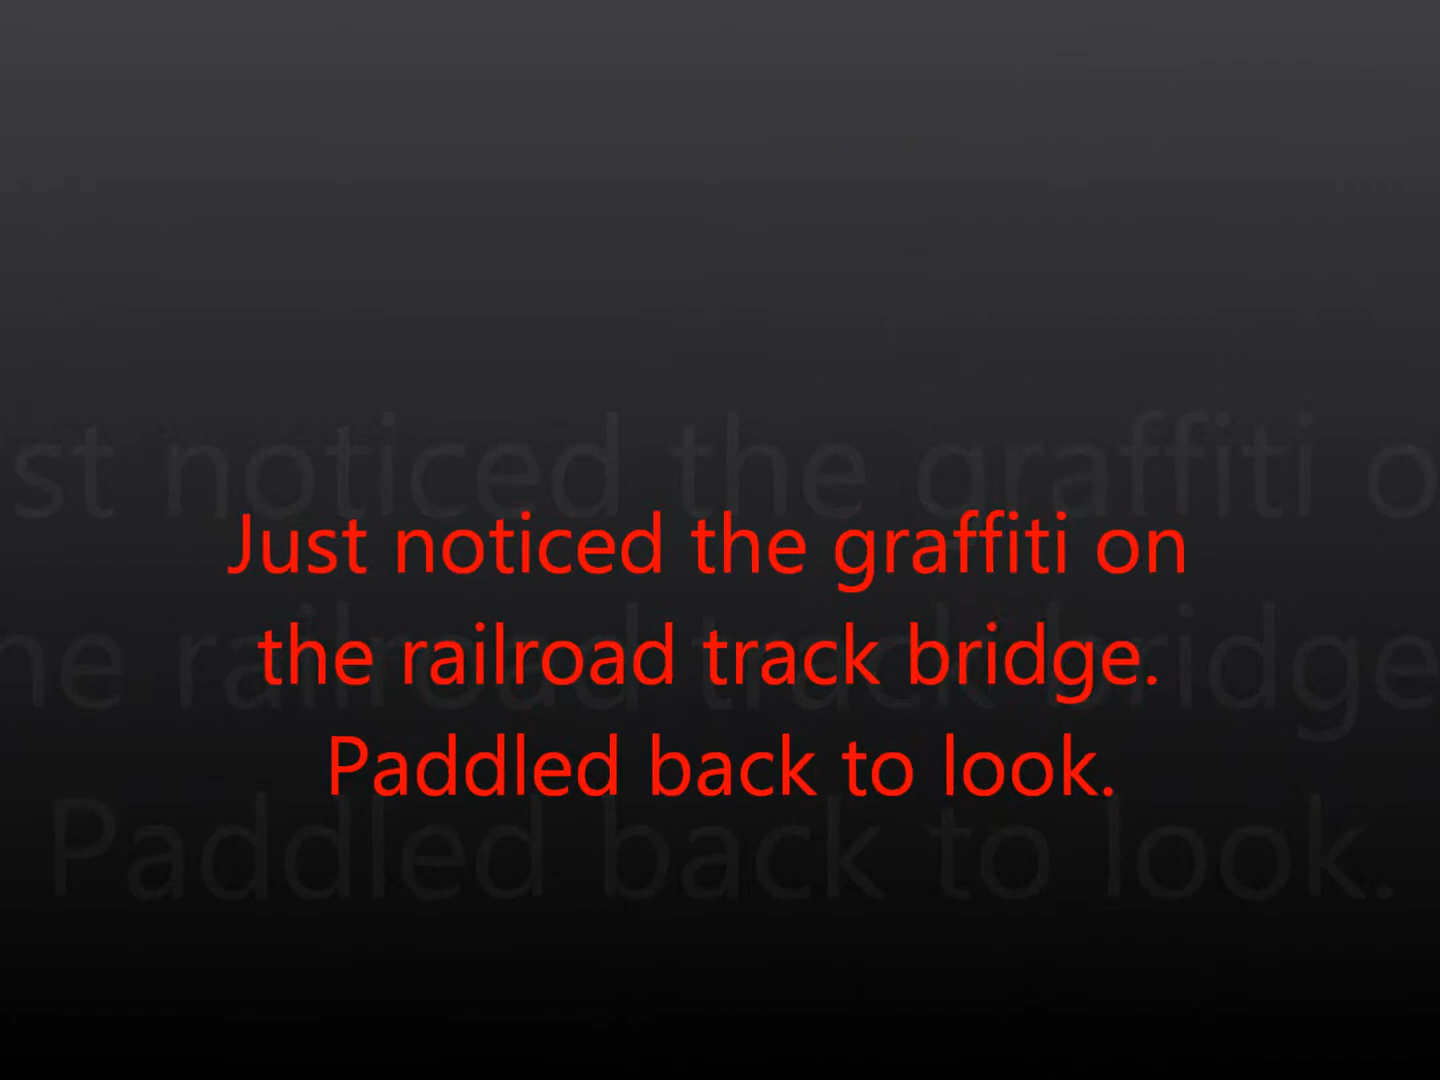 Just noticed the graffiti on
the railroad track bridge.
Paddled back to look.